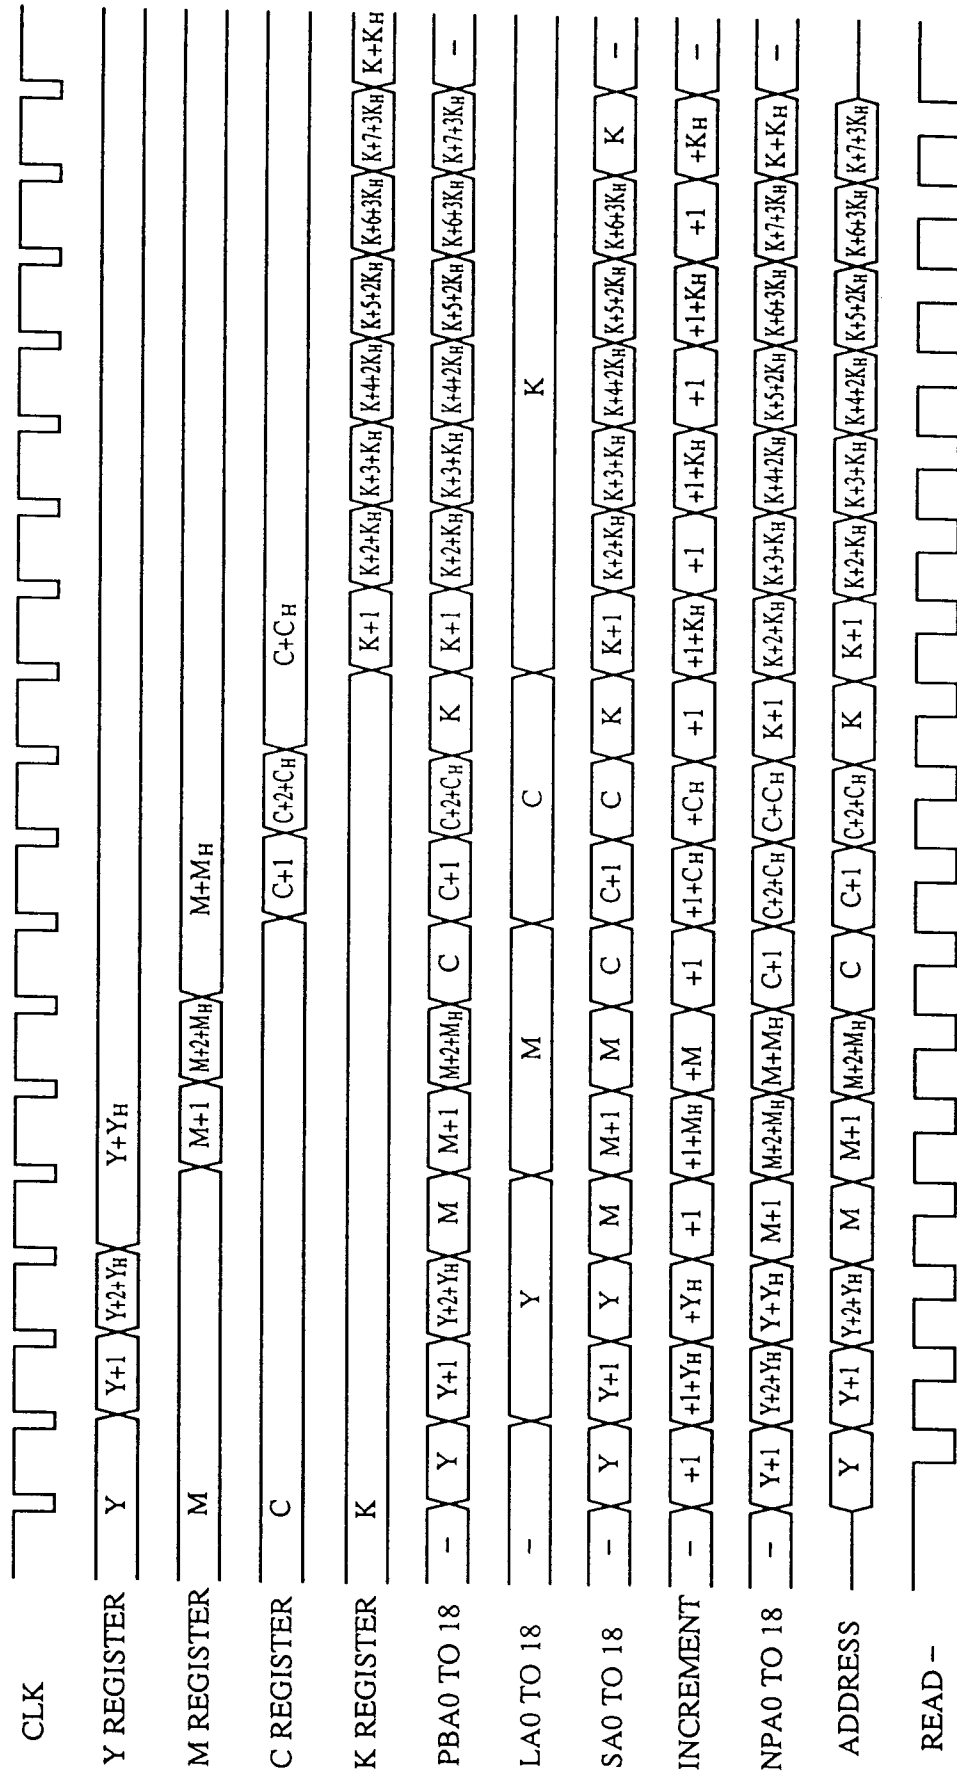 CLK
Y REGISTER Y Y+1 Y+2+YH Y+YH
M REGISTER M M+1 M+2+MH M+MH
C REGISTER C C+1 C+2+CH C+CH
K REGISTER K K+1 K+2+KH K+3+KH K+4+2KH K+5+2KH K+6+3KH K+7+3KH K+KH
PBA0 TO 18 – Y Y+1 Y+2+YH M M+1 M+2+MH C C+1 C+2+CH K K+1 K+2+KH K+3+KH K+4+2KH K+5+2KH K+6+3KH K+7+3KH –
LA0 TO 18 – Y M C K
SA0 TO 18 – Y Y+1 Y M M+1 M C C+1 C K K+1 K+2+KH K+3+KH K+4+2KH K+5+2KH K+6+3KH K –
INCREMENT – +1 +1+YH +YH +1 +1+MH +M +1 +1+CH +CH +1 +1+KH +1 +1+KH +1 +1+KH +1 +KH –
NPA0 TO 18 – Y+1 Y+2+YH Y+YH M+1 M+2+MH M+MH C+1 C+2+CH C+CH K+1 K+2+KH K+3+KH K+4+2KH K+5+2KH K+6+3KH K+7+3KH K+KH –
ADDRESS Y Y+1 Y+2+YH M M+1 M+2+MH C C+1 C+2+CH K K+1 K+2+KH K+3+KH K+4+2KH K+5+2KH K+6+3KH K+7+3KH
READ –